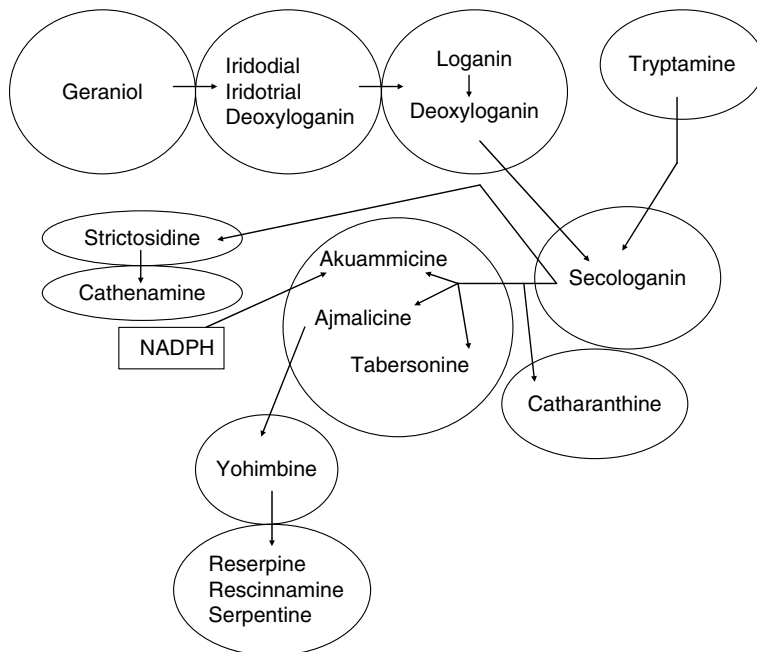 Geraniol
Iridodial
Iridotrial
Deoxyloganin
Loganin
Deoxyloganin
Tryptamine
Strictosidine
Cathenamine
NADPH
Akuammicine
Ajmalicine
Tabersonine
Secologanin
Catharanthine
Yohimbine
Reserpine
Rescinnamine
Serpentine